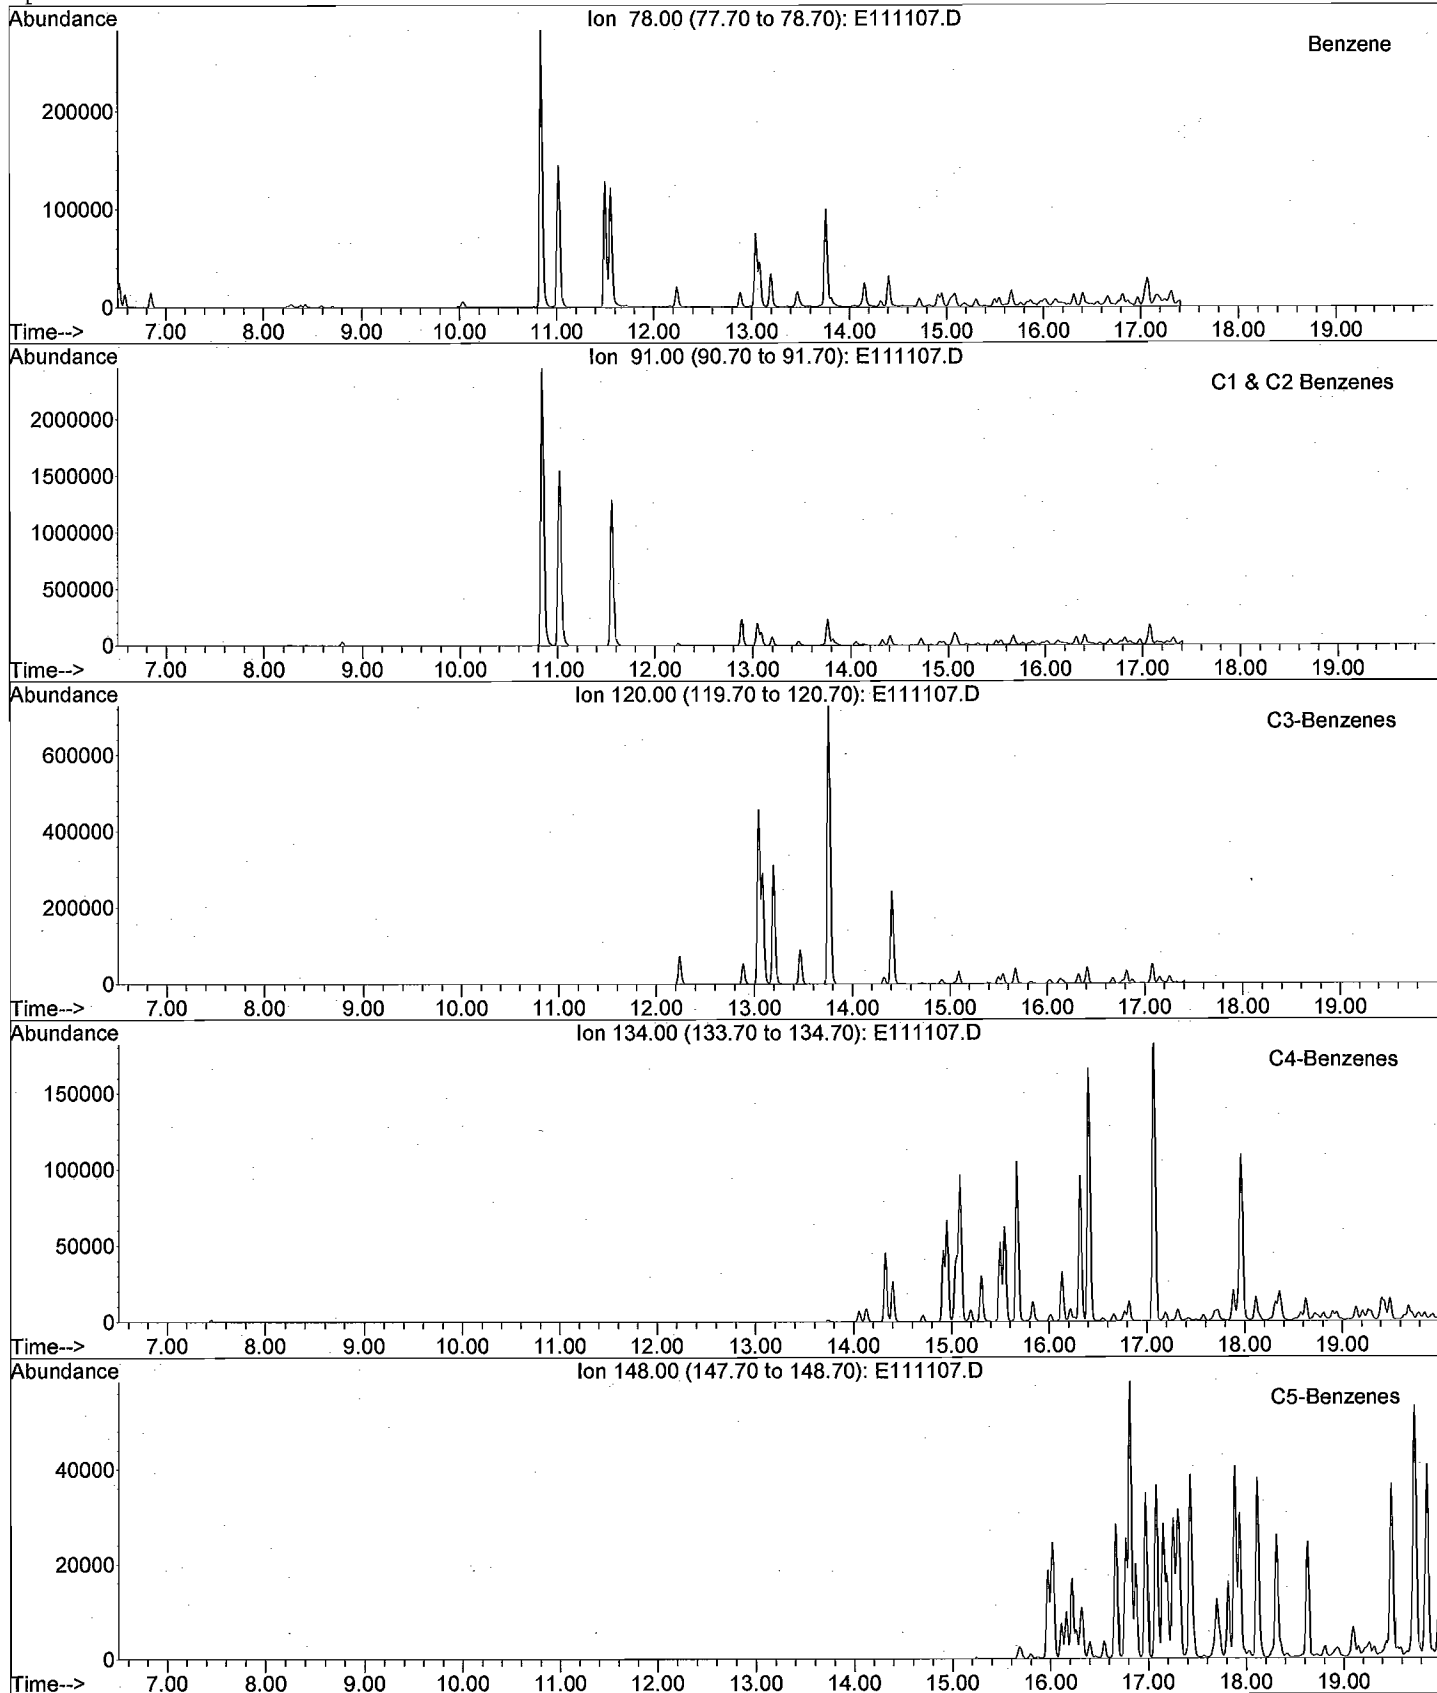 Abundance
Ion 78.00 (77.70 to 78.70): E111107.D
Benzene
200000
100000
0
Time--> 7.00 8.00 9.00 10.00 11.00 12.00 13.00 14.00 15.00 16.00 17.00 18.00 19.00
Abundance
Ion 91.00 (90.70 to 91.70): E111107.D
C1 & C2 Benzenes
2000000
1500000
1000000
500000
0
Time--> 7.00 8.00 9.00 10.00 11.00 12.00 13.00 14.00 15.00 16.00 17.00 18.00 19.00
Abundance
Ion 120.00 (119.70 to 120.70): E111107.D
C3-Benzenes
600000
400000
200000
0
Time--> 7.00 8.00 9.00 10.00 11.00 12.00 13.00 14.00 15.00 16.00 17.00 18.00 19.00
Abundance
Ion 134.00 (133.70 to 134.70): E111107.D
C4-Benzenes
150000
100000
50000
0
Time--> 7.00 8.00 9.00 10.00 11.00 12.00 13.00 14.00 15.00 16.00 17.00 18.00 19.00
Abundance
Ion 148.00 (147.70 to 148.70): E111107.D
C5-Benzenes
40000
20000
0
Time--> 7.00 8.00 9.00 10.00 11.00 12.00 13.00 14.00 15.00 16.00 17.00 18.00 19.00